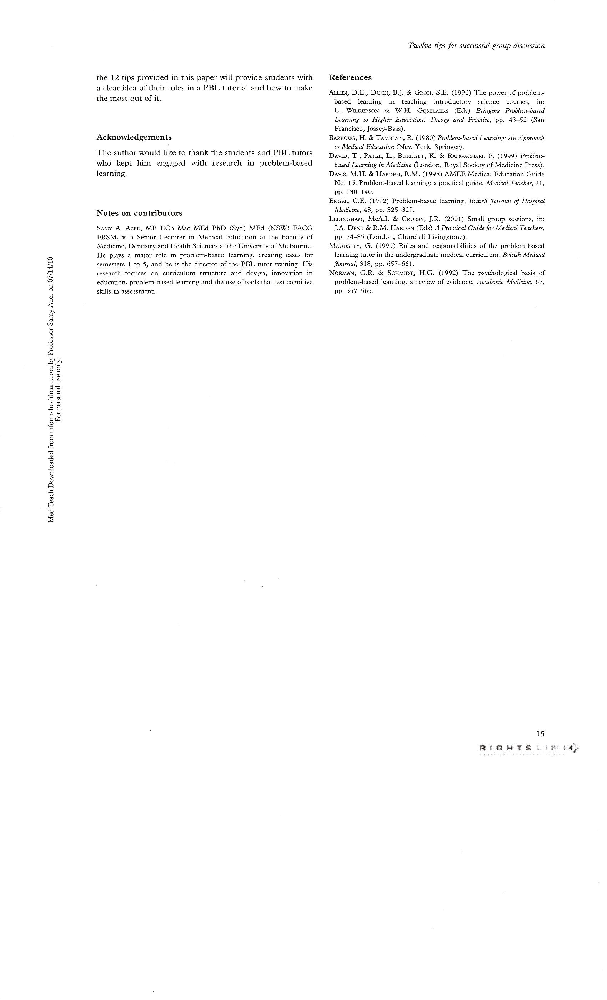 Twelve tips for successful group discussion
the 12 tips provided in this paper will provide students with
a clear idea of their roles in a PBL tutorial and how to make
the most out of it.
Acknowledgements
The author would like to thank the students and PBL tutors
who kept him engaged with research in problem-based
learning.
Notes on contributors
SAMY A. AZER, MB BCh Msc MEd PhD (Syd) MEd (NSW) FACG
FRSM, is a Senior Lecturer in Medical Education at the Faculty of
Medicine, Dentistry and Health Sciences at the University of Melbourne.
He plays a major role in problem-based learning, creating cases for
semesters 1 to 5, and he is the director of the PBL tutor training. His
research focuses on curriculum structure and design, innovation in
education, problem-based learning and the use of tools that test cognitive
skills in assessment.
References
ALLEN, D.E., DUCH, B.J. & GROH, S.E. (1996) The power of problem-
based learning in teaching introductory science courses, in:
L. WILKERSON & W.H. GIJSELAERS (Eds) Bringing Problem-based
Learning to Higher Education: Theory and Practice, pp. 43–52 (San
Francisco, Jossey-Bass).
BARROWS, H. & TAMBLYN, R. (1980) Problem-based Learning: An Approach
to Medical Education (New York, Springer).
DAVID, T., PATEL, L., BURDETT, K. & RANGACHARI, P. (1999) Problem-
based Learning in Medicine (London, Royal Society of Medicine Press).
DAVIS, M.H. & HARDEN, R.M. (1998) AMEE Medical Education Guide
No. 15: Problem-based learning: a practical guide, Medical Teacher, 21,
pp. 130–140.
ENGEL, C.E. (1992) Problem-based learning, British Journal of Hospital
Medicine, 48, pp. 325–329.
LEDINGHAM, McA.I. & CROSBY, J.R. (2001) Small group sessions, in:
J.A. DENT & R.M. HARDEN (Eds) A Practical Guide for Medical Teachers,
pp. 74–85 (London, Churchill Livingstone).
MAUDSLEY, G. (1999) Roles and responsibilities of the problem based
learning tutor in the undergraduate medical curriculum, British Medical
Journal, 318, pp. 657–661.
NORMAN, G.R. & SCHMIDT, H.G. (1992) The psychological basis of
problem-based learning: a review of evidence, Academic Medicine, 67,
pp. 557–565.
Med Teach Downloaded from informahealthcare.com by Professor Samy Azer on 07/14/10
For personal use only.
15
RIGHTSLINK